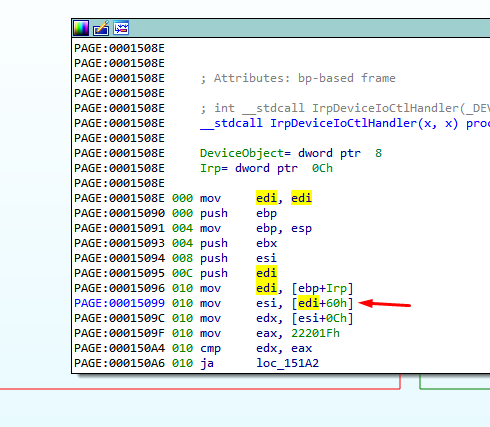 PAGE:0001508E
PAGE:0001508E
PAGE:0001508E ; Attributes: bp-based frame
PAGE:0001508E
PAGE:0001508E ; int __stdcall IrpDeviceIoCtlHandler(_DEV
PAGE:0001508E __stdcall IrpDeviceIoCtlHandler(x, x) proc
PAGE:0001508E
PAGE:0001508E DeviceObject= dword ptr 8
PAGE:0001508E Irp= dword ptr 0Ch
PAGE:0001508E
PAGE:0001508E 000 mov edi, edi
PAGE:00015090 000 push ebp
PAGE:00015091 004 mov ebp, esp
PAGE:00015093 004 push ebx
PAGE:00015094 008 push esi
PAGE:00015095 00C push edi
PAGE:00015096 010 mov edi, [ebp+Irp]
PAGE:00015099 010 mov esi, [edi+60h]
PAGE:0001509C 010 mov edx, [esi+0Ch]
PAGE:0001509F 010 mov eax, 22201Fh
PAGE:000150A4 010 cmp edx, eax
PAGE:000150A6 010 ja loc_151A2